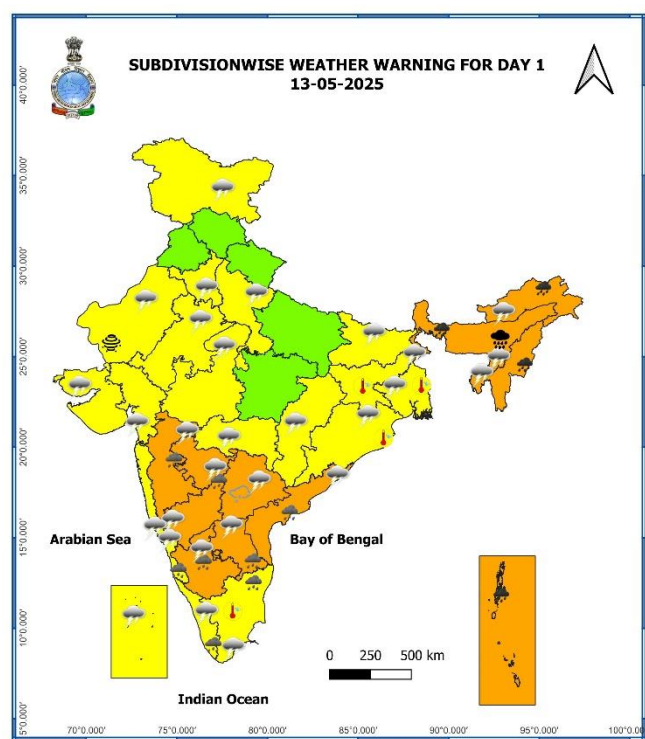 SUBDIVISIONWISE WEATHER WARNING FOR DAY 1
13-05-2025
40°0.000'
35°0.000'
30°0.000'
25°0.000'
20°0.000'
15°0.000'
10°0.000'
5°0.000'
Arabian Sea
Bay of Bengal
0 250 500 km
Indian Ocean
70°0.000' 75°0.000' 80°0.000' 85°0.000' 90°0.000' 95°0.000' 100°0.0